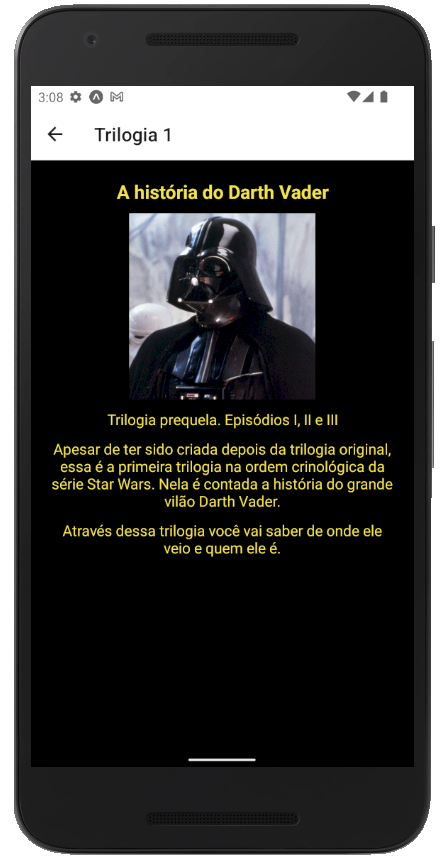 3:08
Trilogia 1
A história do Darth Vader
Trilogia prequela. Episódios I, II e III
Apesar de ter sido criada depois da trilogia original,
essa é a primeira trilogia na ordem crinológica da
série Star Wars. Nela é contada a história do grande
vilão Darth Vader.
Através dessa trilogia você vai saber de onde ele
veio e quem ele é.